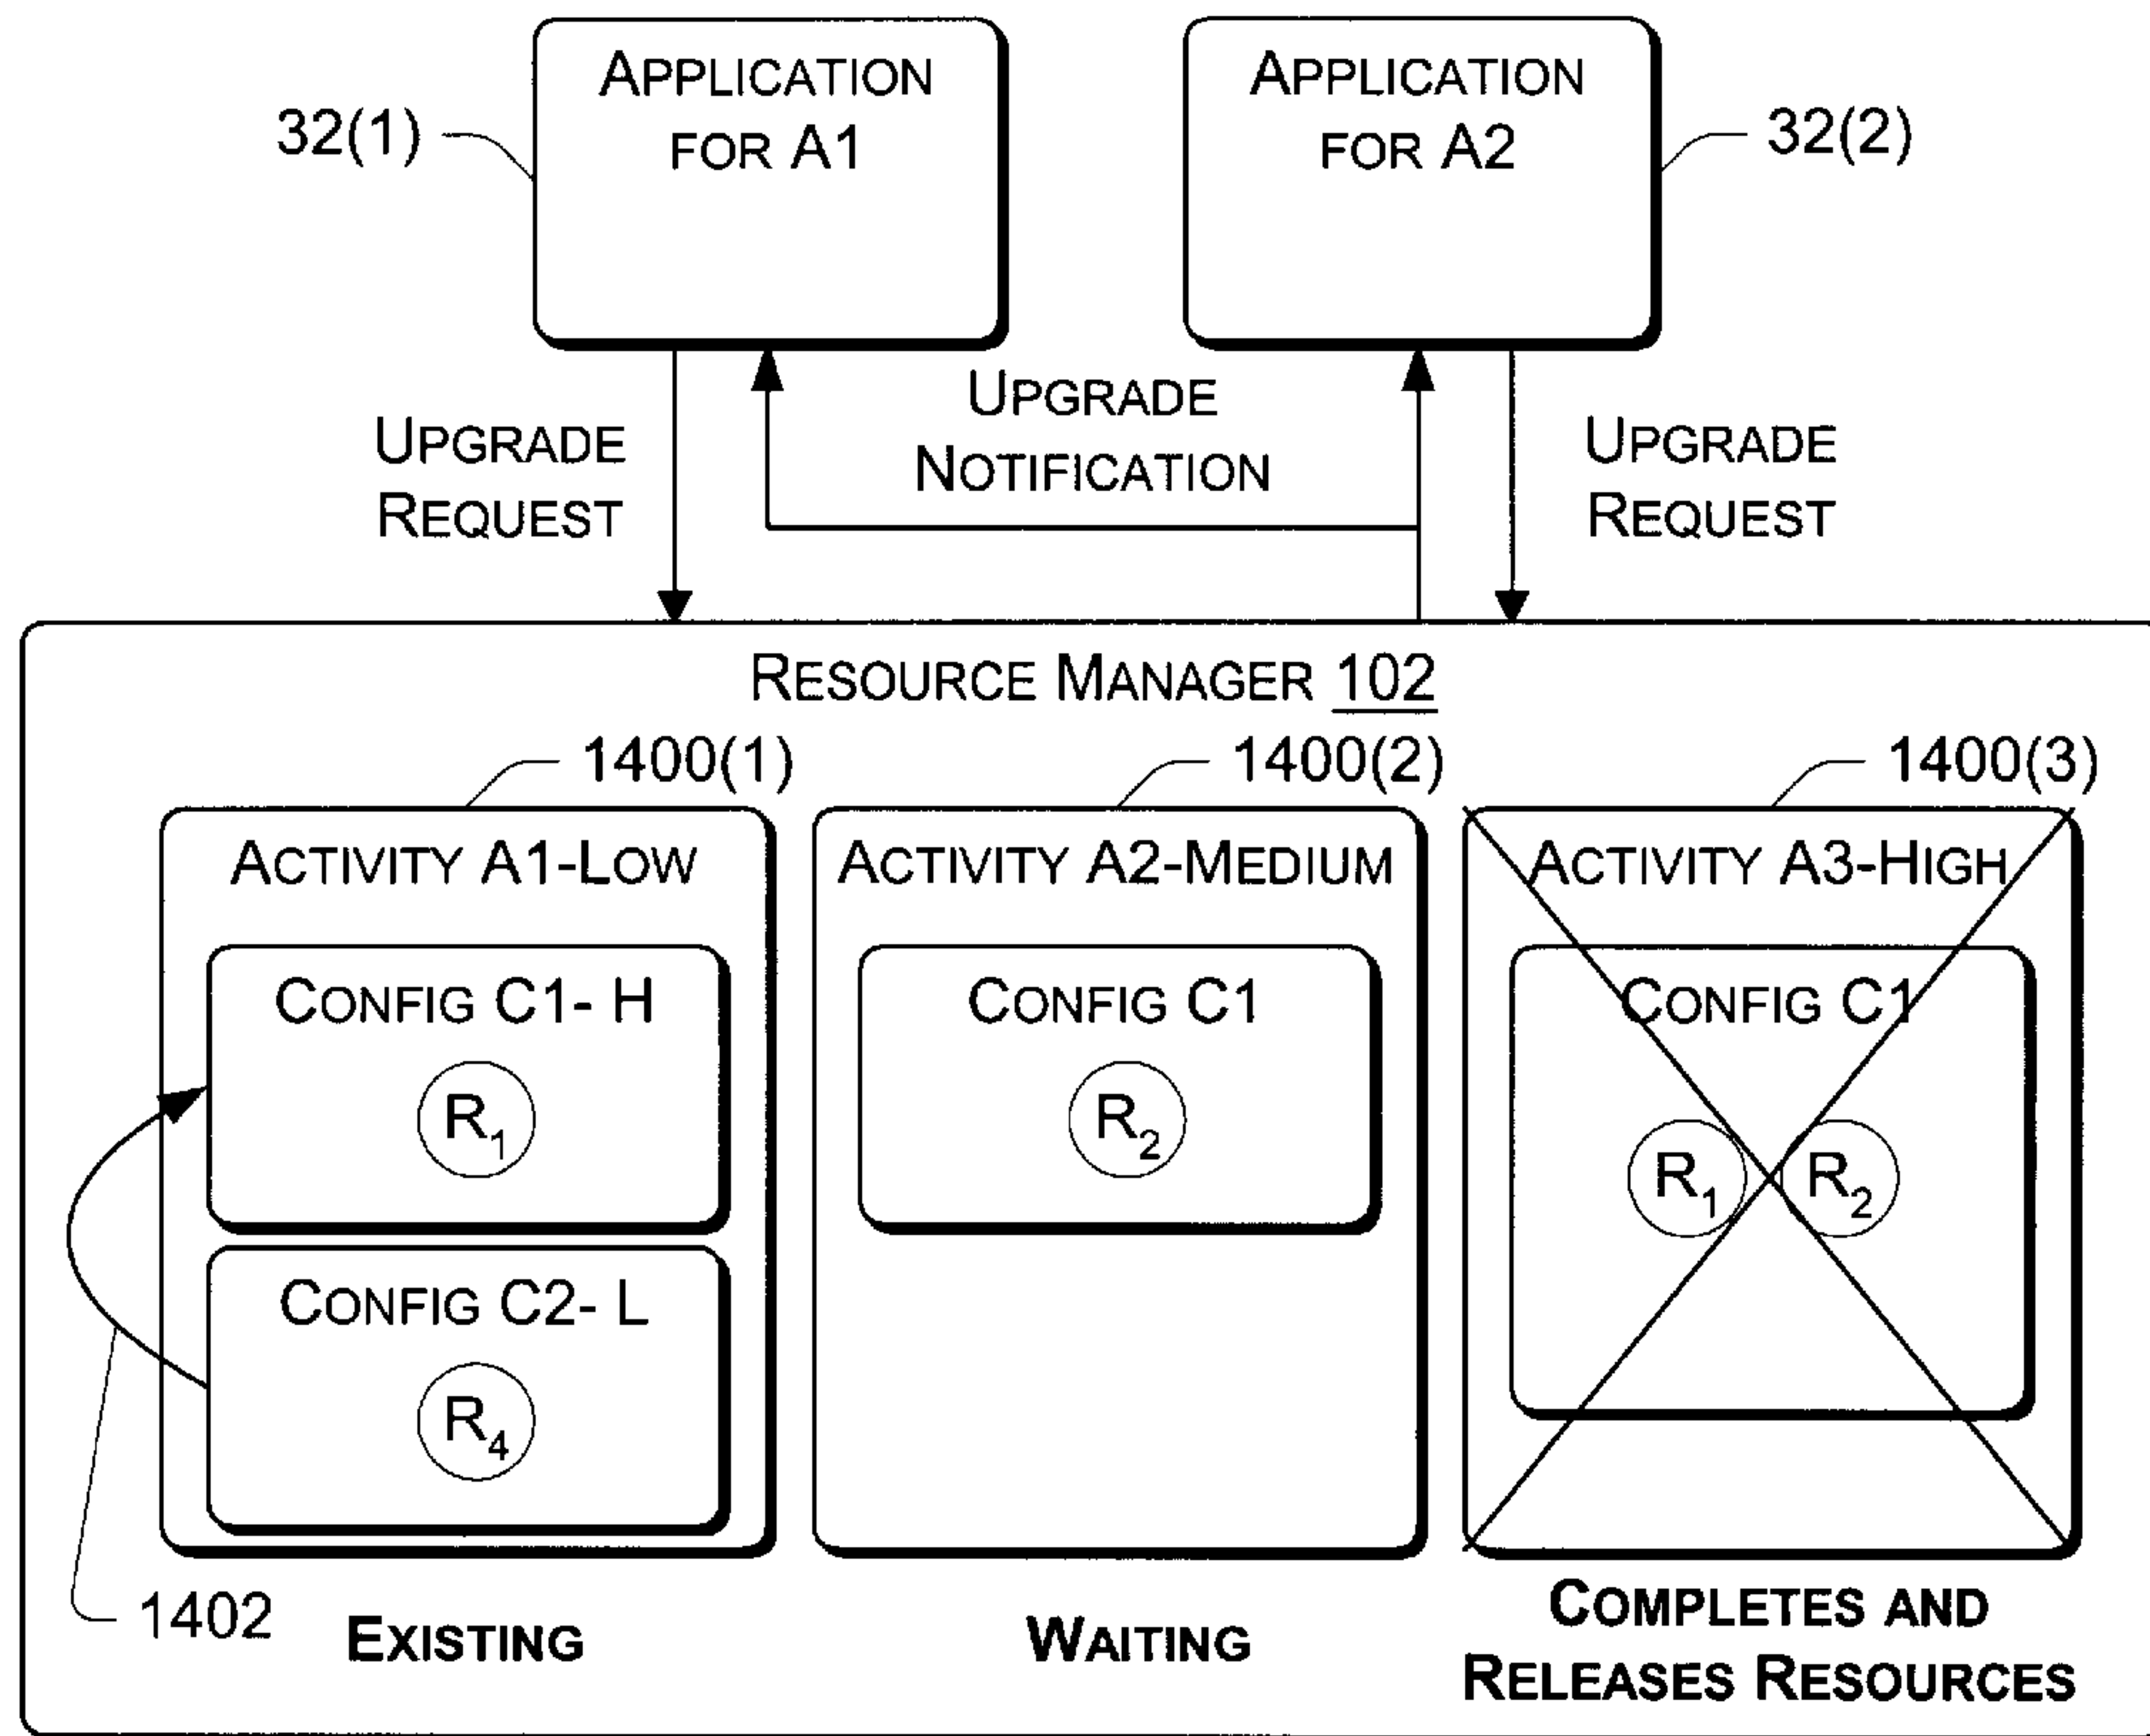 APPLICATION
FOR A1
32(1)
APPLICATION
FOR A2
32(2)
UPGRADE
REQUEST
UPGRADE
NOTIFICATION
UPGRADE
REQUEST
RESOURCE MANAGER 102
1400(1)
1400(2)
1400(3)
ACTIVITY A1-LOW
CONFIG C1- H
R1
CONFIG C2- L
R4
1402
EXISTING
ACTIVITY A2-MEDIUM
CONFIG C1
R2
WAITING
ACTIVITY A3-HIGH
CONFIG C1
R1 R2
COMPLETES AND
RELEASES RESOURCES